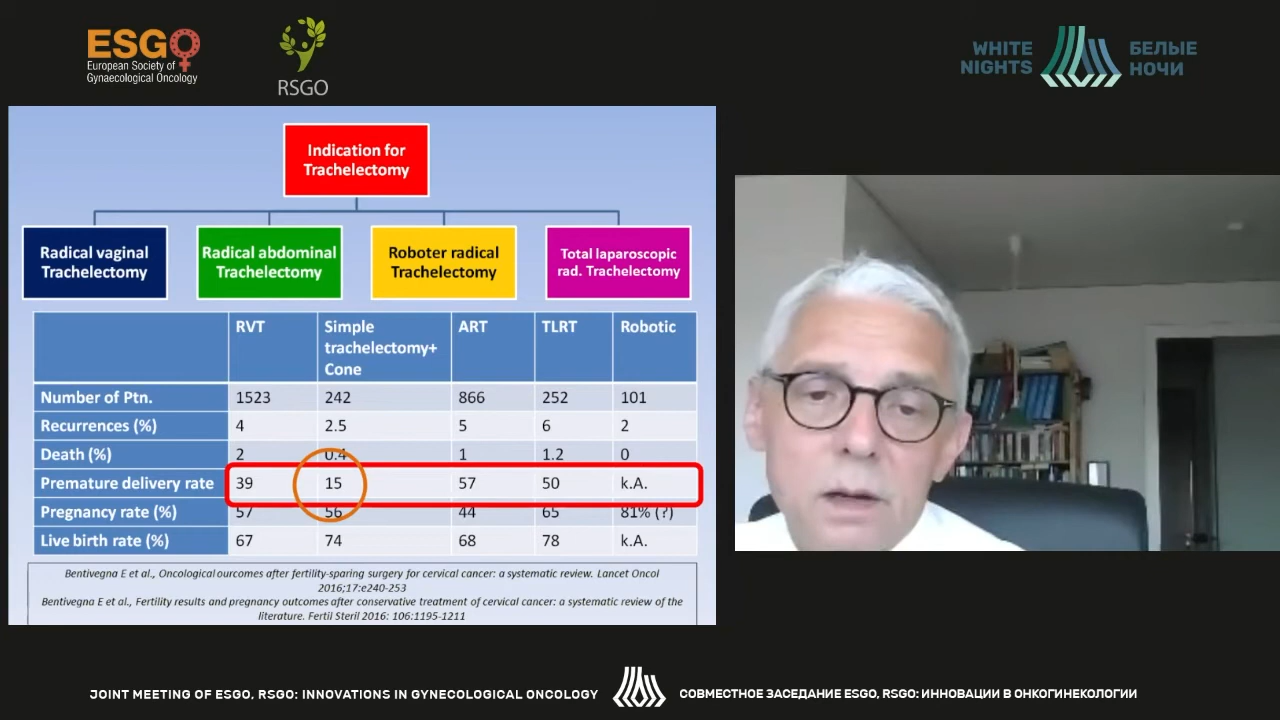 ESGO
European Society of
Gynaecological Oncology
RSGO
WHITE
NIGHTS
БЕЛЫЕ
НОЧИ
Indication for
Trachelectomy
Radical vaginal
Trachelectomy
Radical abdominal
Trachelectomy
Roboter radical
Trachelectomy
Total laparoscopic
rad. Trachelectomy
RVT Simple trachelectomy+ Cone ART TLRT Robotic
Number of Ptn. 1523 242 866 252 101
Recurrences (%) 4 2.5 5 6 2
Death (%) 2 0.4 1 1.2 0
Premature delivery rate 39 15 57 50 k.A.
Pregnancy rate (%) 57 56 44 65 81% (?)
Live birth rate (%) 67 74 68 78 k.A.
Bentivegna E et al., Oncological ourcomes after fertility-sparing surgery for cervical cancer: a systematic review. Lancet Oncol
2016;17:e240-253
Bentivegna E et al., Fertility results and pregnancy outcomes after conservative treatment of cervical cancer: a systematic review of the
literature. Fertil Steril 2016: 106:1195-1211
JOINT MEETING OF ESGO, RSGO: INNOVATIONS IN GYNECOLOGICAL ONCOLOGY
СОВМЕСТНОЕ ЗАСЕДАНИЕ ESGO, RSGO: ИННОВАЦИИ В ОНКОГИНЕКОЛОГИИ